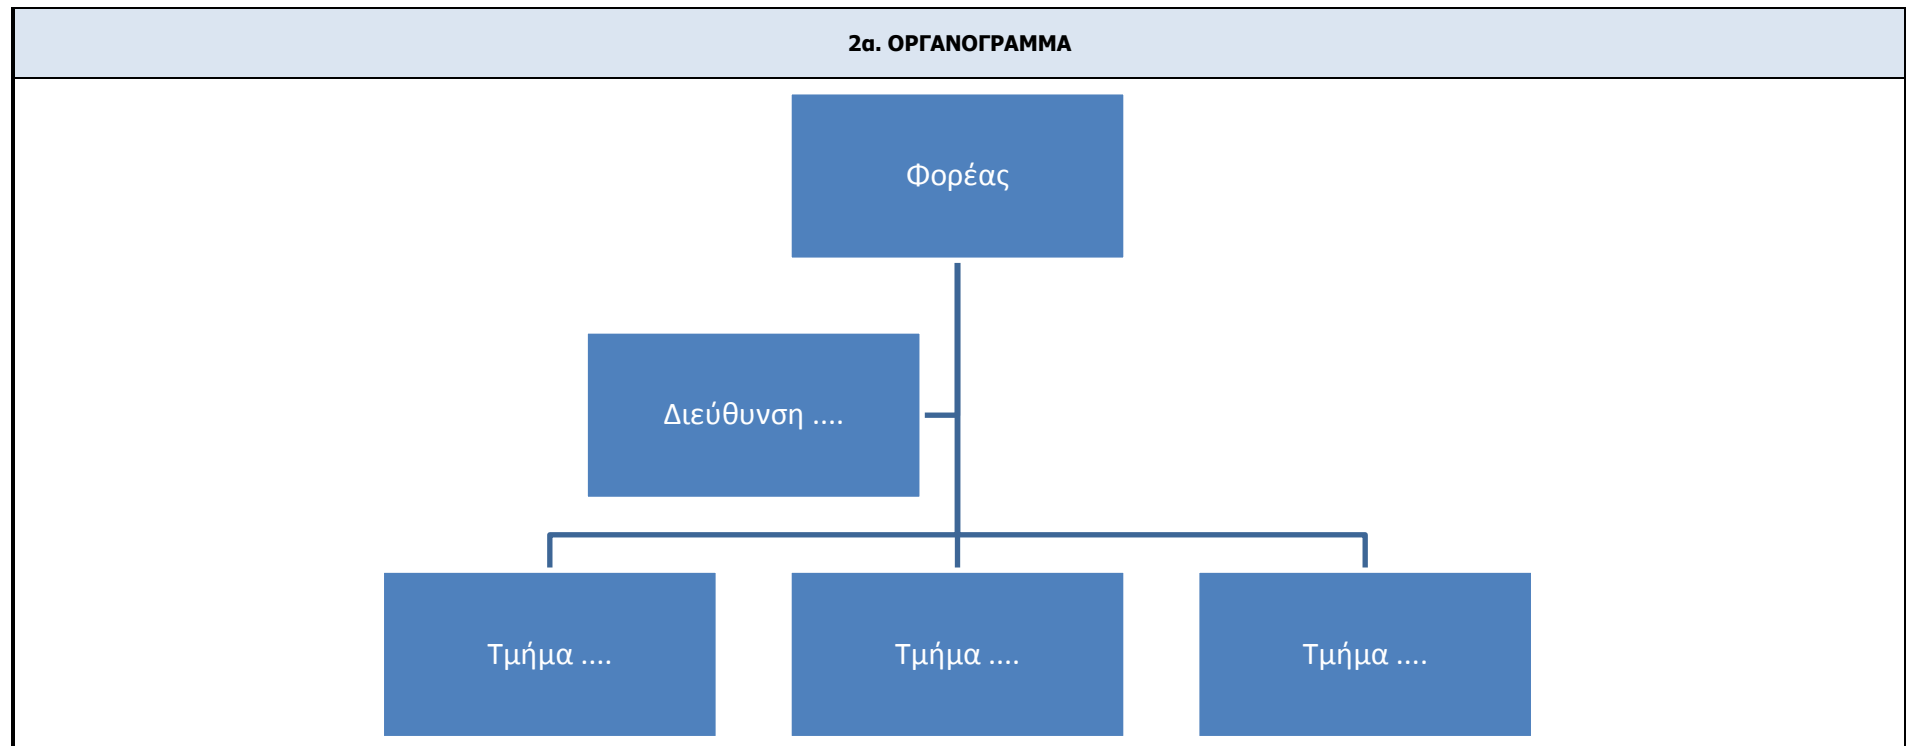 2α. ΟΡΓΑΝΟΓΡΑΜΜΑ
Φορέας
Διεύθυνση ....
Τμήμα ....
Τμήμα ....
Τμήμα ....